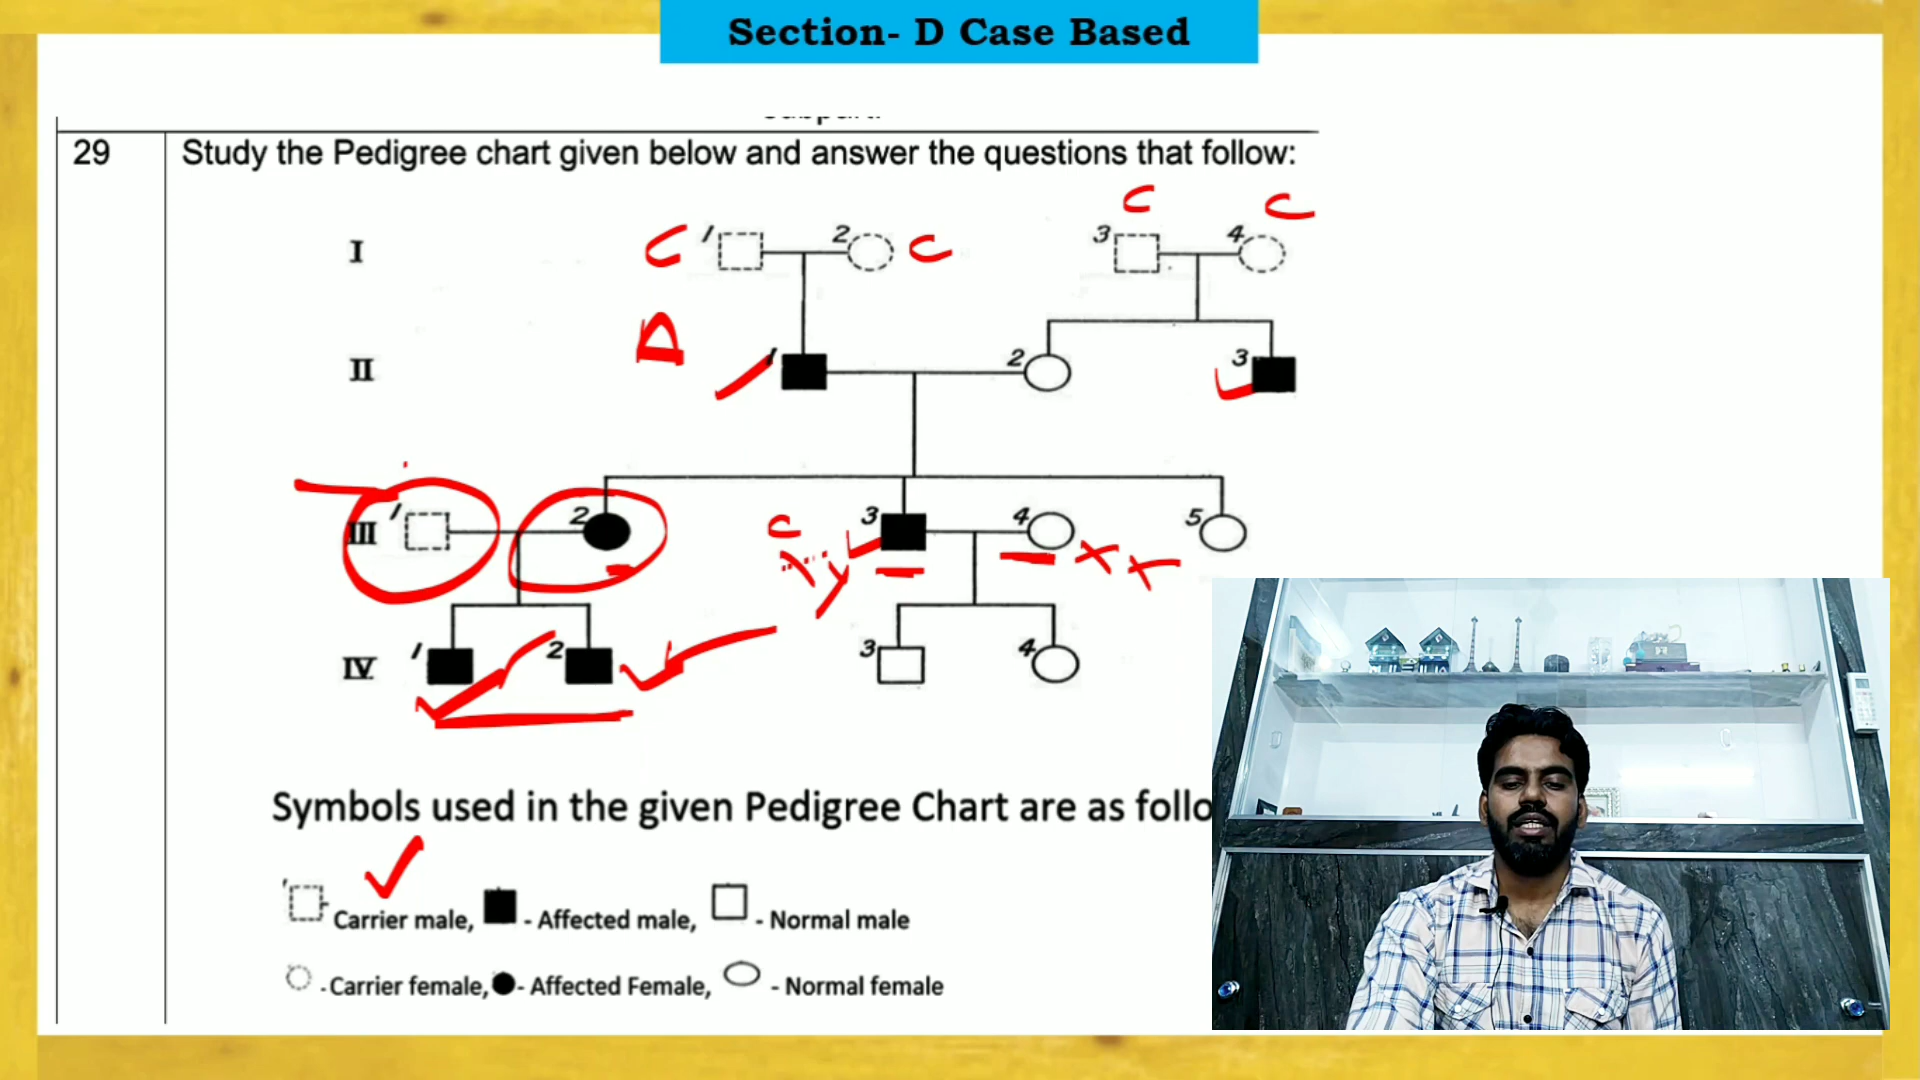 Section- D Case Based
29 Study the Pedigree chart given below and answer the questions that follow:
C C
I 1 2 3 4
C C
D
II 1 2 3
III 1 2 3 4 5
C
y x x
IV 1 2 3 4
Symbols used in the given Pedigree Chart are as follo
Carrier male, - Affected male, - Normal male
- Carrier female, - Affected Female, - Normal female